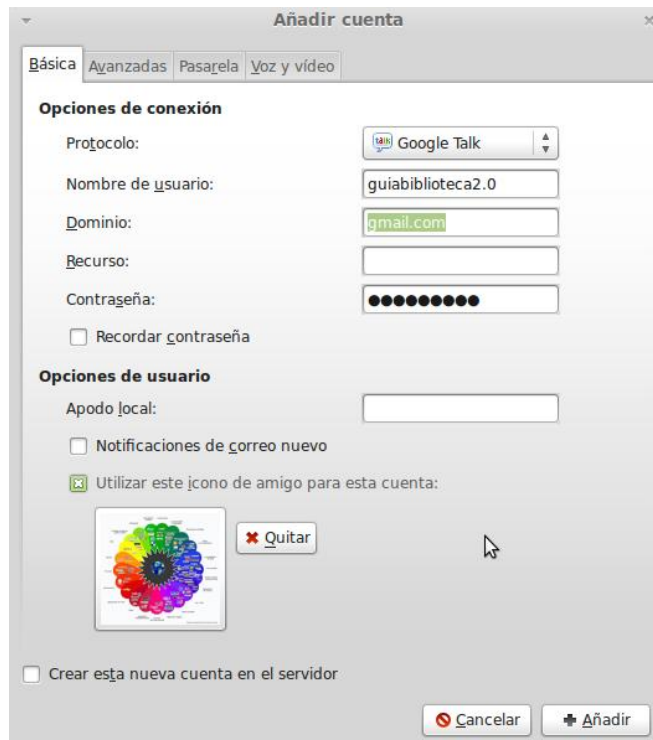 Añadir cuenta
Básica Avanzadas Pasarela Voz y vídeo
Opciones de conexión
Protocolo: talk Google Talk
Nombre de usuario: guiabiblioteca2.0
Dominio: gmail.com
Recurso:
Contraseña: ●●●●●●●●●
Recordar contraseña
Opciones de usuario
Apodo local:
Notificaciones de correo nuevo
Utilizar este icono de amigo para esta cuenta:
Quitar
Crear esta nueva cuenta en el servidor
Cancelar Añadir